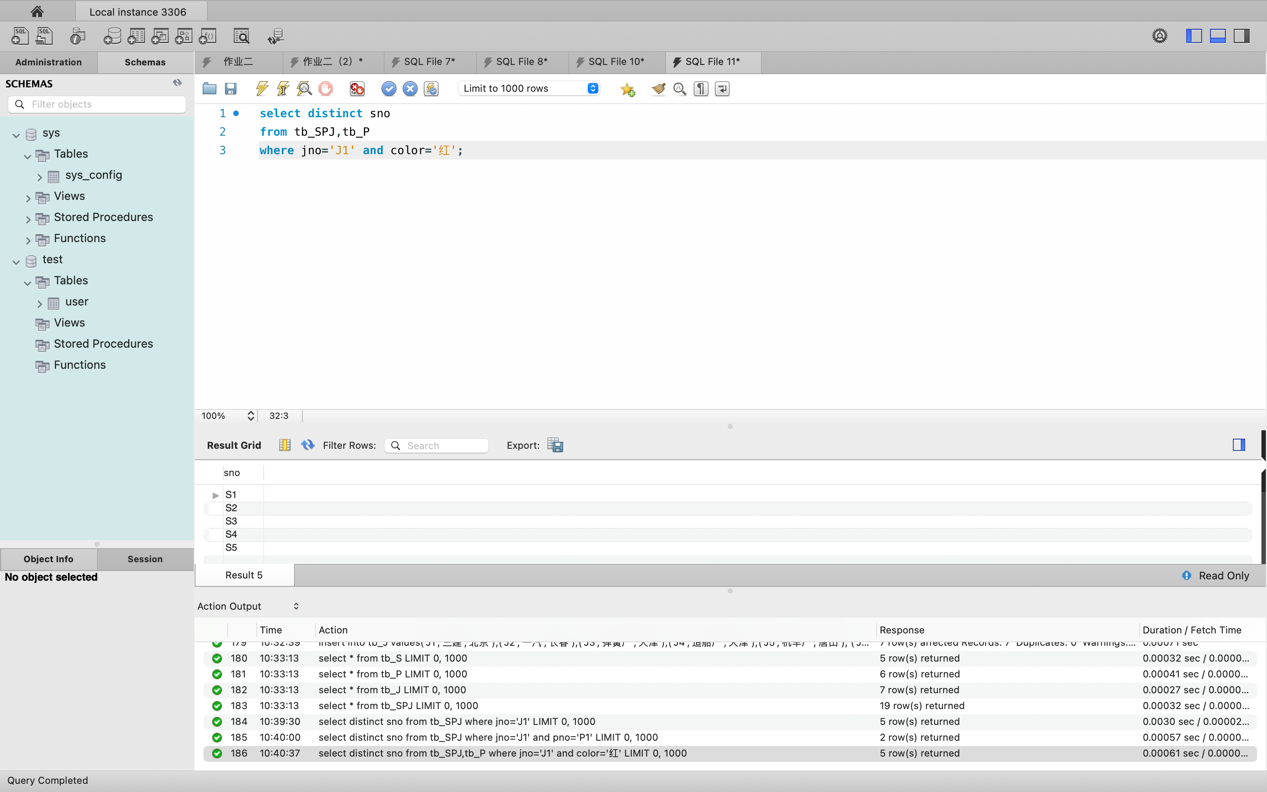 Local instance 3306
Administration
Schemas
作业二
作业二（2）*
SQL File 7*
SQL File 8*
SQL File 10*
SQL File 11*
SCHEMAS
Filter objects
Limit to 1000 rows
sys
Tables
sys_config
Views
Stored Procedures
Functions
test
Tables
user
Views
Stored Procedures
Functions
1 select distinct sno
2 from tb_SPJ,tb_P
3 where jno='J1' and color='红';
100%
32:3
Result Grid
Filter Rows:
Search
Export:
sno
S1
S2
S3
S4
S5
Object Info
Session
No object selected
Result 5
Read Only
Action Output
Time Action Response Duration / Fetch Time
180 10:33:13 select * from tb_S LIMIT 0, 1000 5 row(s) returned 0.00032 sec / 0.0000...
181 10:33:13 select * from tb_P LIMIT 0, 1000 6 row(s) returned 0.00041 sec / 0.0000...
182 10:33:13 select * from tb_J LIMIT 0, 1000 7 row(s) returned 0.00027 sec / 0.0000...
183 10:33:13 select * from tb_SPJ LIMIT 0, 1000 19 row(s) returned 0.00032 sec / 0.0000...
184 10:39:30 select distinct sno from tb_SPJ where jno='J1' LIMIT 0, 1000 5 row(s) returned 0.0030 sec / 0.00002...
185 10:40:00 select distinct sno from tb_SPJ where jno='J1' and pno='P1' LIMIT 0, 1000 2 row(s) returned 0.00057 sec / 0.0000...
186 10:40:37 select distinct sno from tb_SPJ,tb_P where jno='J1' and color='红' LIMIT 0, 1000 5 row(s) returned 0.00061 sec / 0.0000...
Query Completed